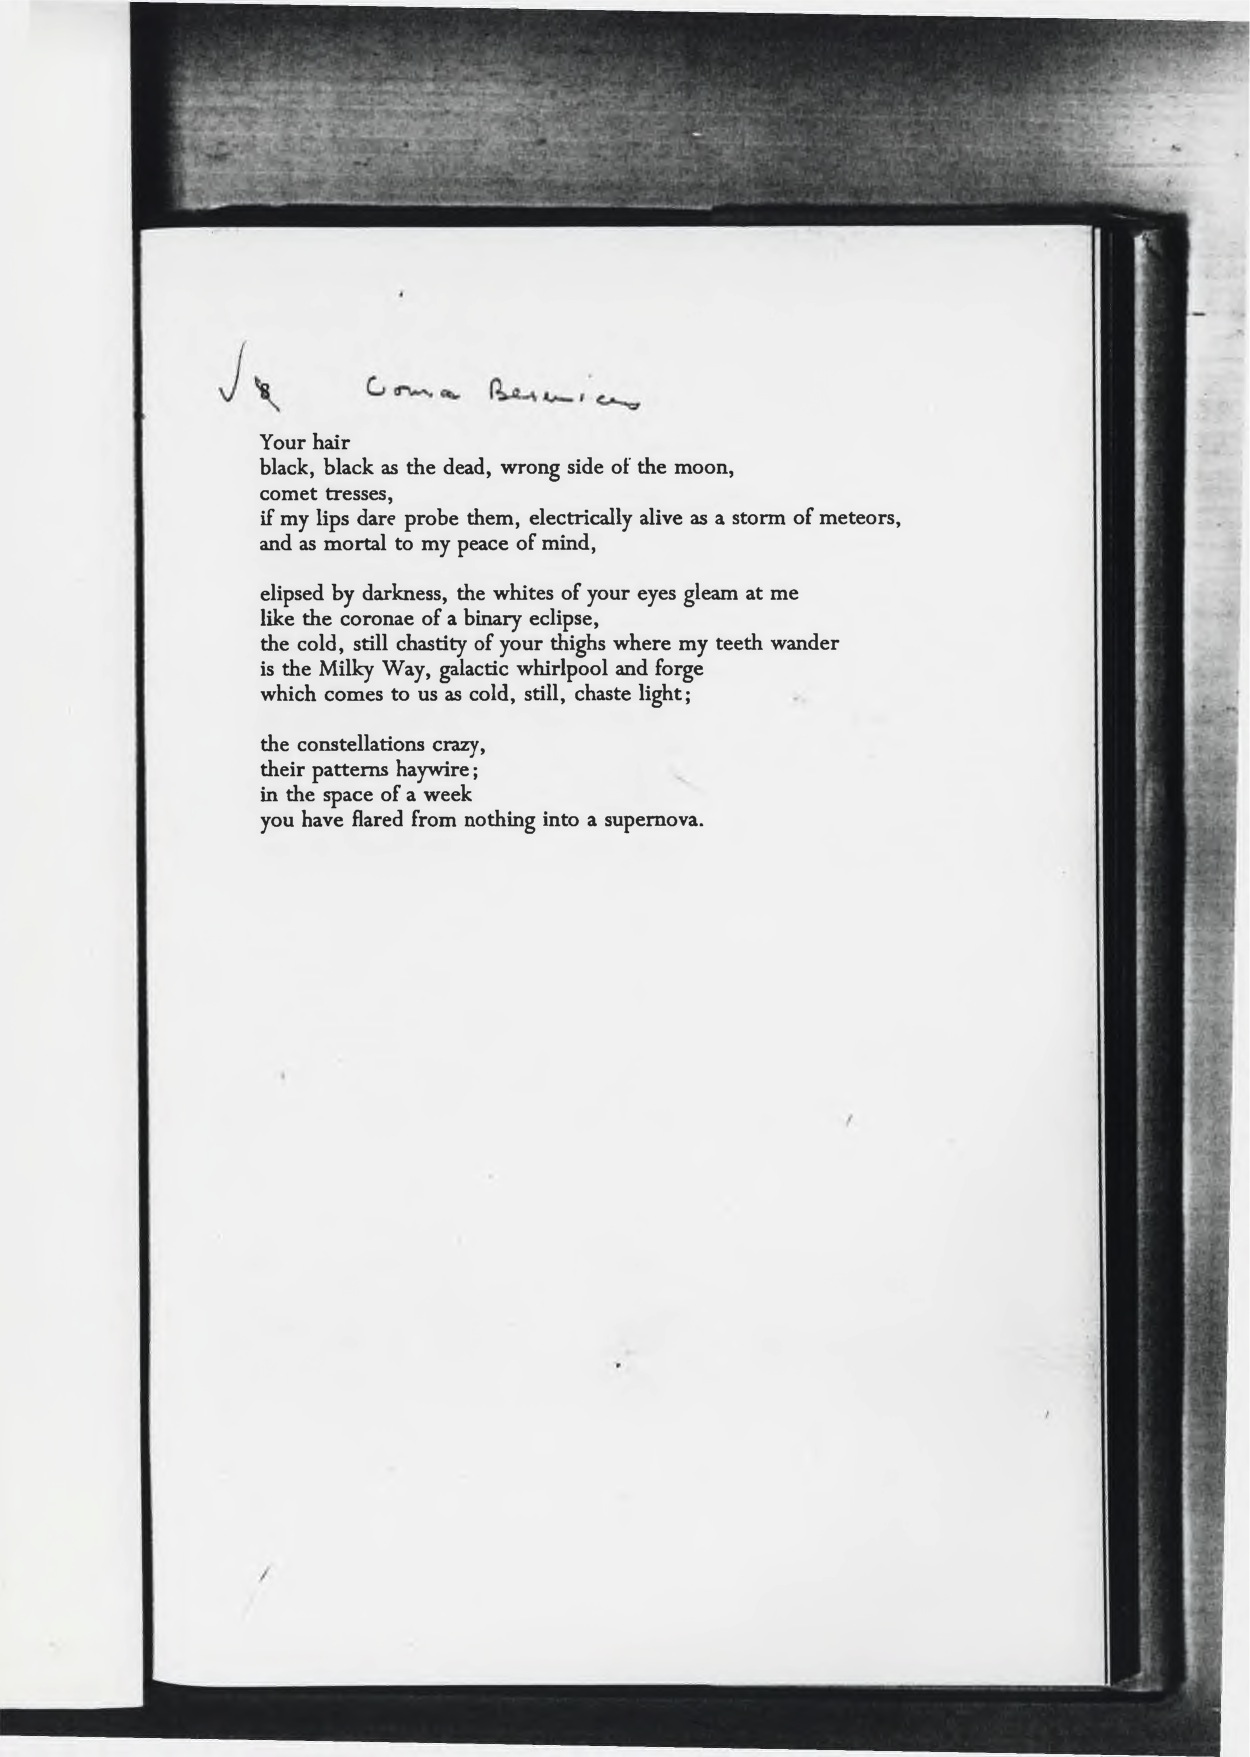 8 Coma Berenices
Your hair
black, black as the dead, wrong side of the moon,
comet tresses,
if my lips dare probe them, electrically alive as a storm of meteors,
and as mortal to my peace of mind,
elipsed by darkness, the whites of your eyes gleam at me
like the coronae of a binary eclipse,
the cold, still chastity of your thighs where my teeth wander
is the Milky Way, galactic whirlpool and forge
which comes to us as cold, still, chaste light;
the constellations crazy,
their patterns haywire;
in the space of a week
you have flared from nothing into a supernova.